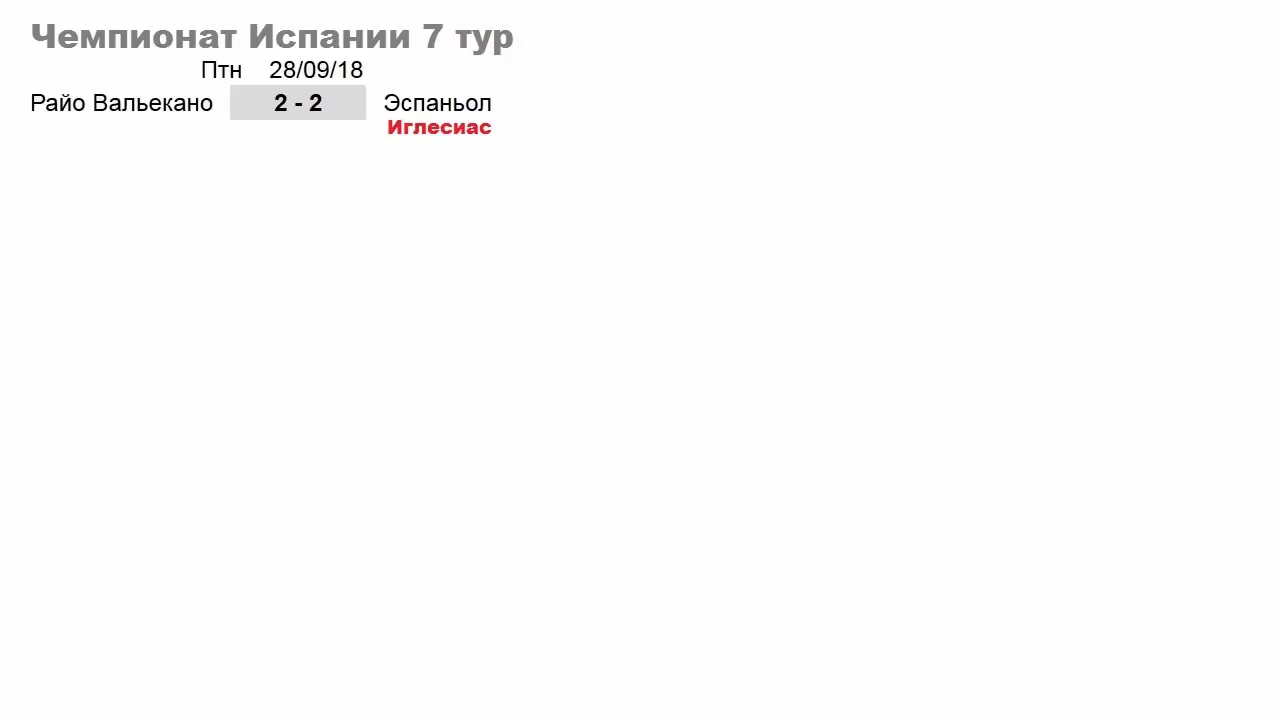 Чемпионат Испании 7 тур
Птн 28/09/18
Райо Вальекано 2 - 2 Эспаньол
Иглесиас